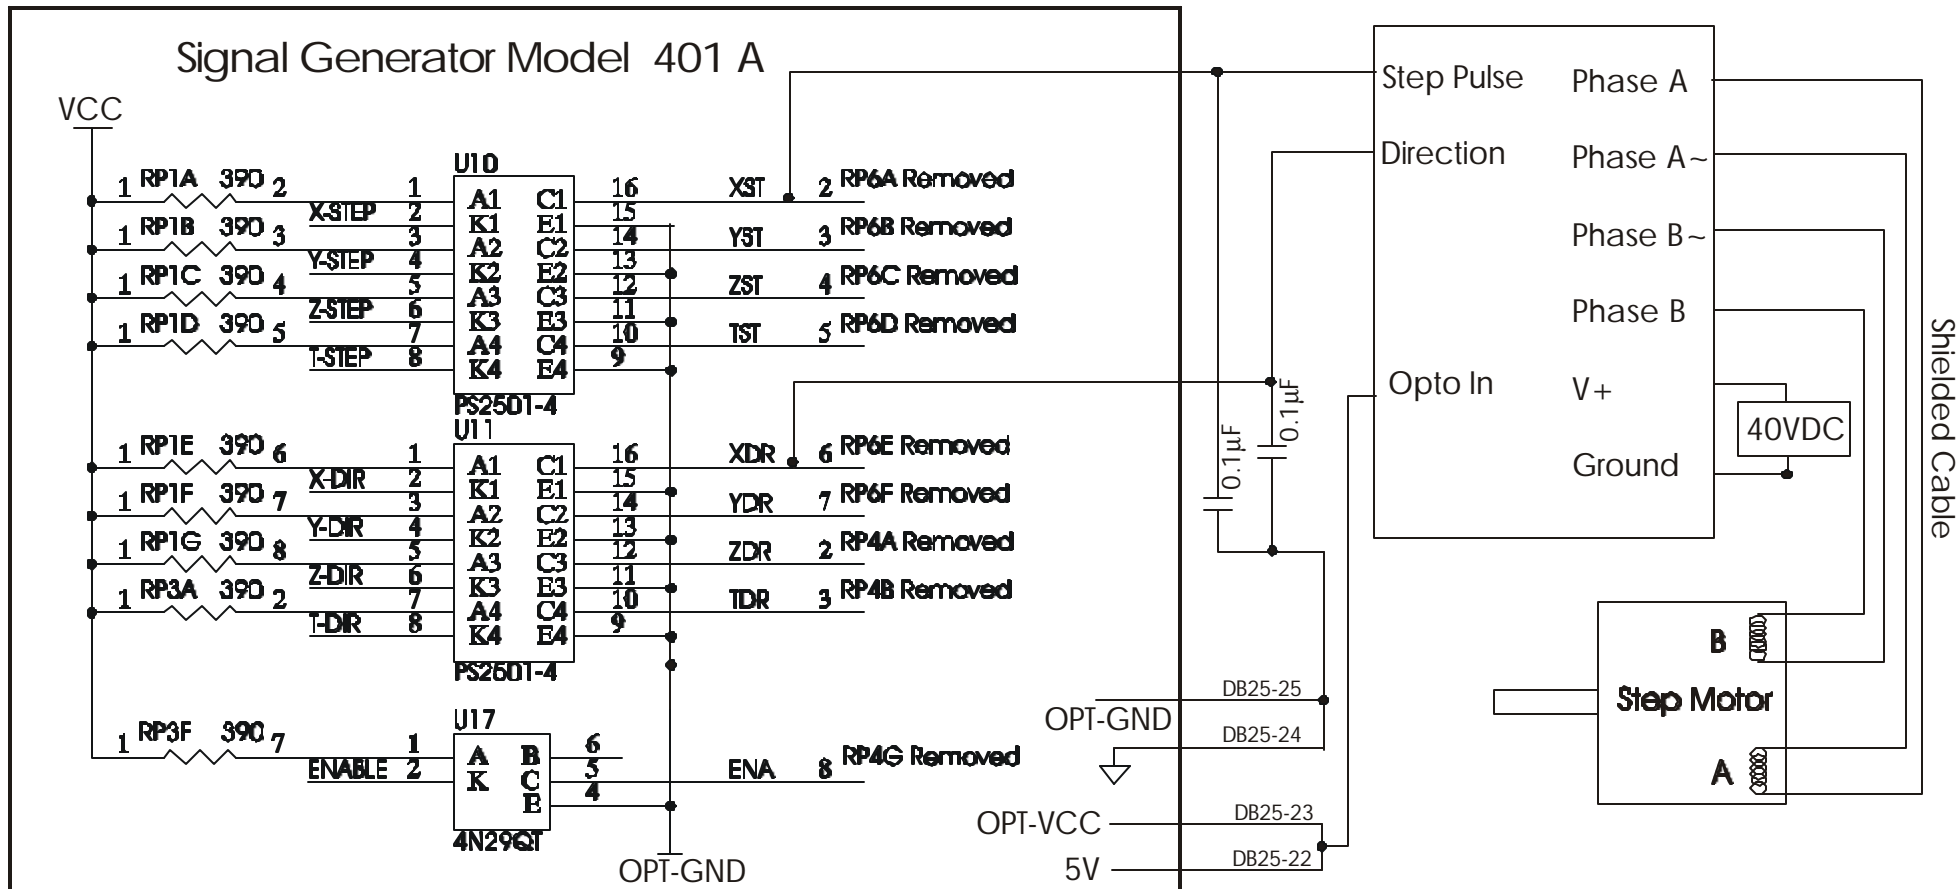 Signal Generator Model 401 A
VCC
U10
1 RP1A 390 2 1 A1 C1 16 XST 2 RP6A Removed
X-STEP 2 K1 E1 15
1 RP1B 390 3 3 A2 C2 14 YST 3 RP6B Removed
Y-STEP 4 K2 E2 13
1 RP1C 390 4 5 A3 C3 12 ZST 4 RP6C Removed
Z-STEP 6 K3 E3 11
1 RP1D 390 5 7 A4 C4 10 TST 5 RP6D Removed
T-STEP 8 K4 E4 9
PS2501-4
U11
1 RP1E 390 6 1 A1 C1 16 XDR 6 RP6E Removed
X-DIR 2 K1 E1 15
1 RP1F 390 7 3 A2 C2 14 YDR 7 RP6F Removed
Y-DIR 4 K2 E2 13
1 RP1G 390 8 5 A3 C3 12 ZDR 2 RP4A Removed
Z-DIR 6 K3 E3 11
1 RP3A 390 2 7 A4 C4 10 TDR 3 RP4B Removed
T-DIR 8 K4 E4 9
PS2501-4
U17
1 RP3F 390 7 1 A B 6
ENABLE 2 K C 5 ENA 8 RP4G Removed
E 4
4N29QT
OPT-GND
OPT-GND
DB25-25
DB25-24
OPT-VCC
DB25-23
5V
DB25-22
0.1µF
0.1µF
Step Pulse Phase A
Direction Phase A~
Phase B~
Phase B
Opto In V+
40VDC
Ground
Shielded Cable
B
Step Motor
A